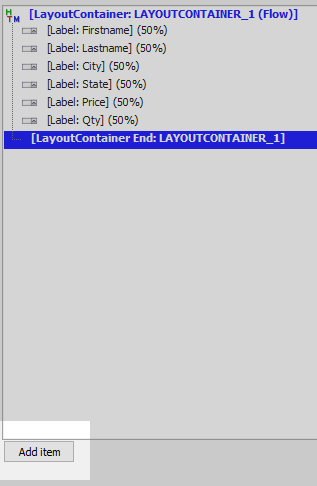 HTM [LayoutContainer: LAYOUTCONTAINER_1 (Flow)]
[Label: Firstname] (50%)
[Label: Lastname] (50%)
[Label: City] (50%)
[Label: State] (50%)
[Label: Price] (50%)
[Label: Qty] (50%)
[LayoutContainer End: LAYOUTCONTAINER_1]
Add item